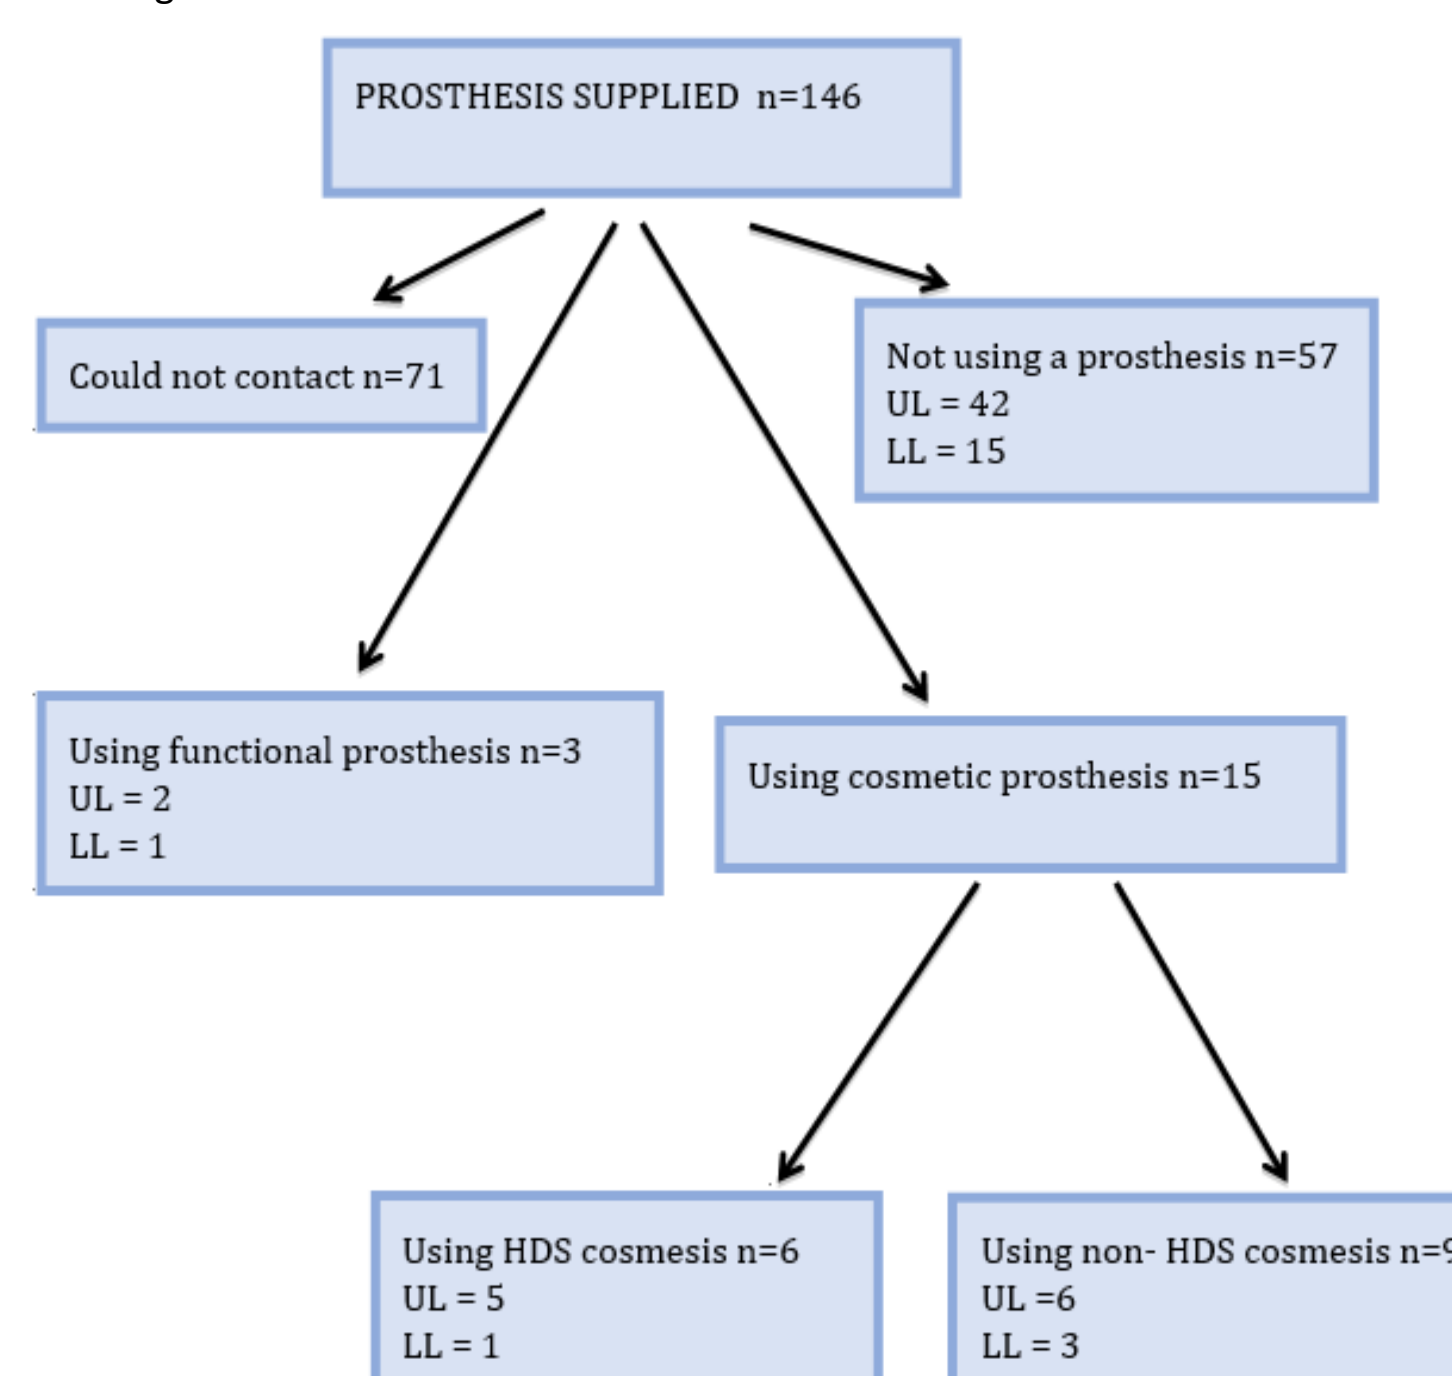 PROSTHESIS SUPPLIED n=146
Could not contact n=71
Not using a prosthesis n=57
UL = 42
LL = 15
Using functional prosthesis n=3
UL = 2
LL = 1
Using cosmetic prosthesis n=15
Using HDS cosmesis n=6
UL = 5
LL = 1
Using non- HDS cosmesis n=9
UL =6
LL = 3